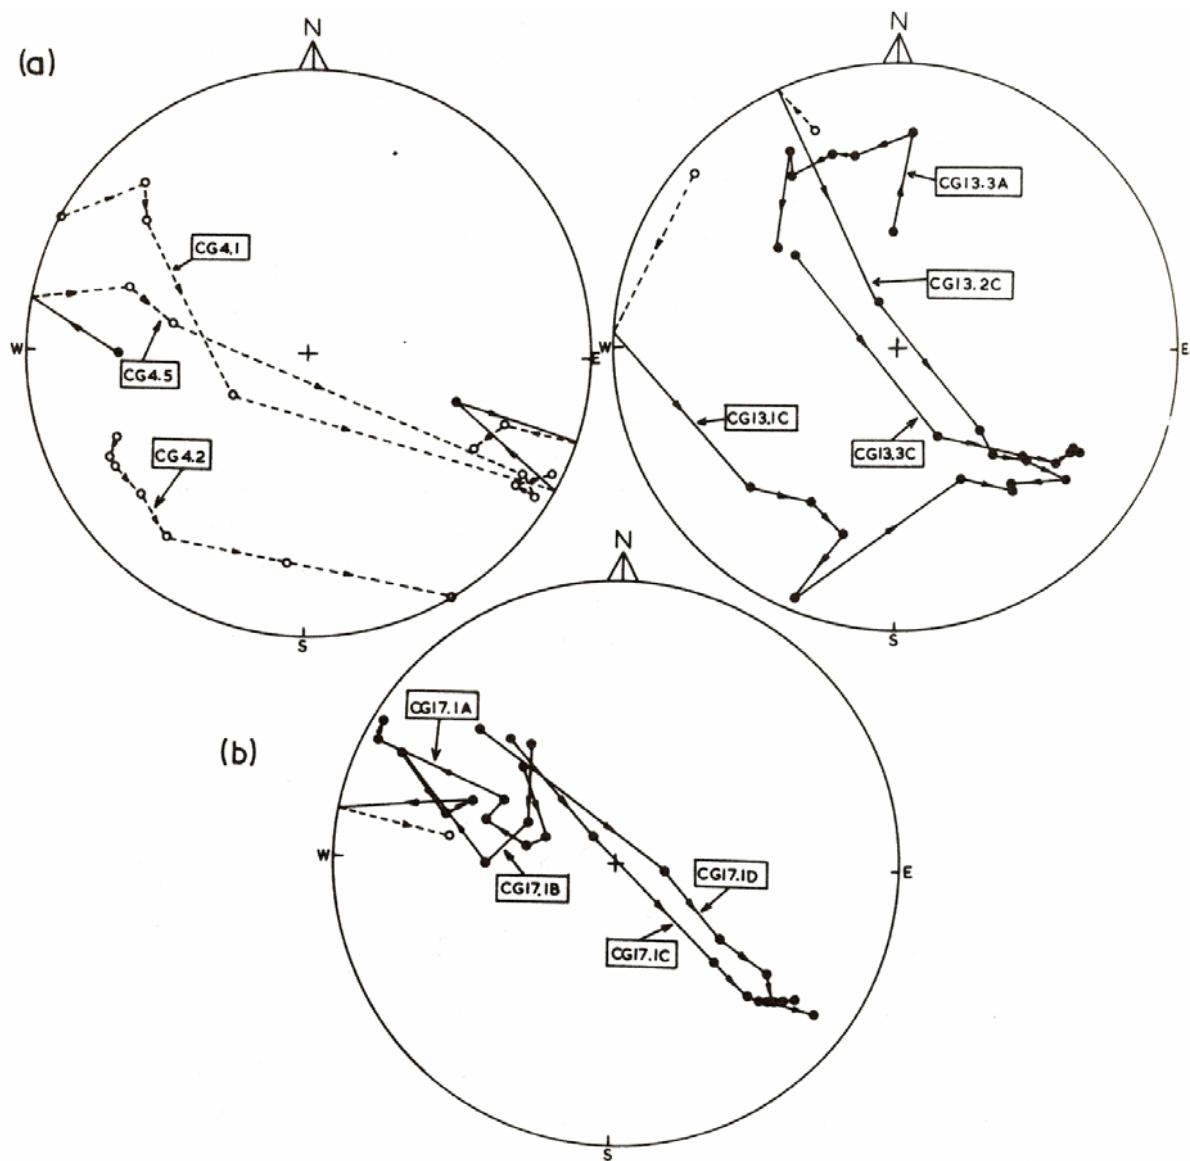 (a)
N
N
CG13.3A
CG4.1
CG13.2C
W
E
W
E
CG4.5
CG13.1C
CG13.3C
CG4.2
N
S
S
CG17.1A
(b)
W
E
CG17.1B
CG17.1D
CG17.1C
S